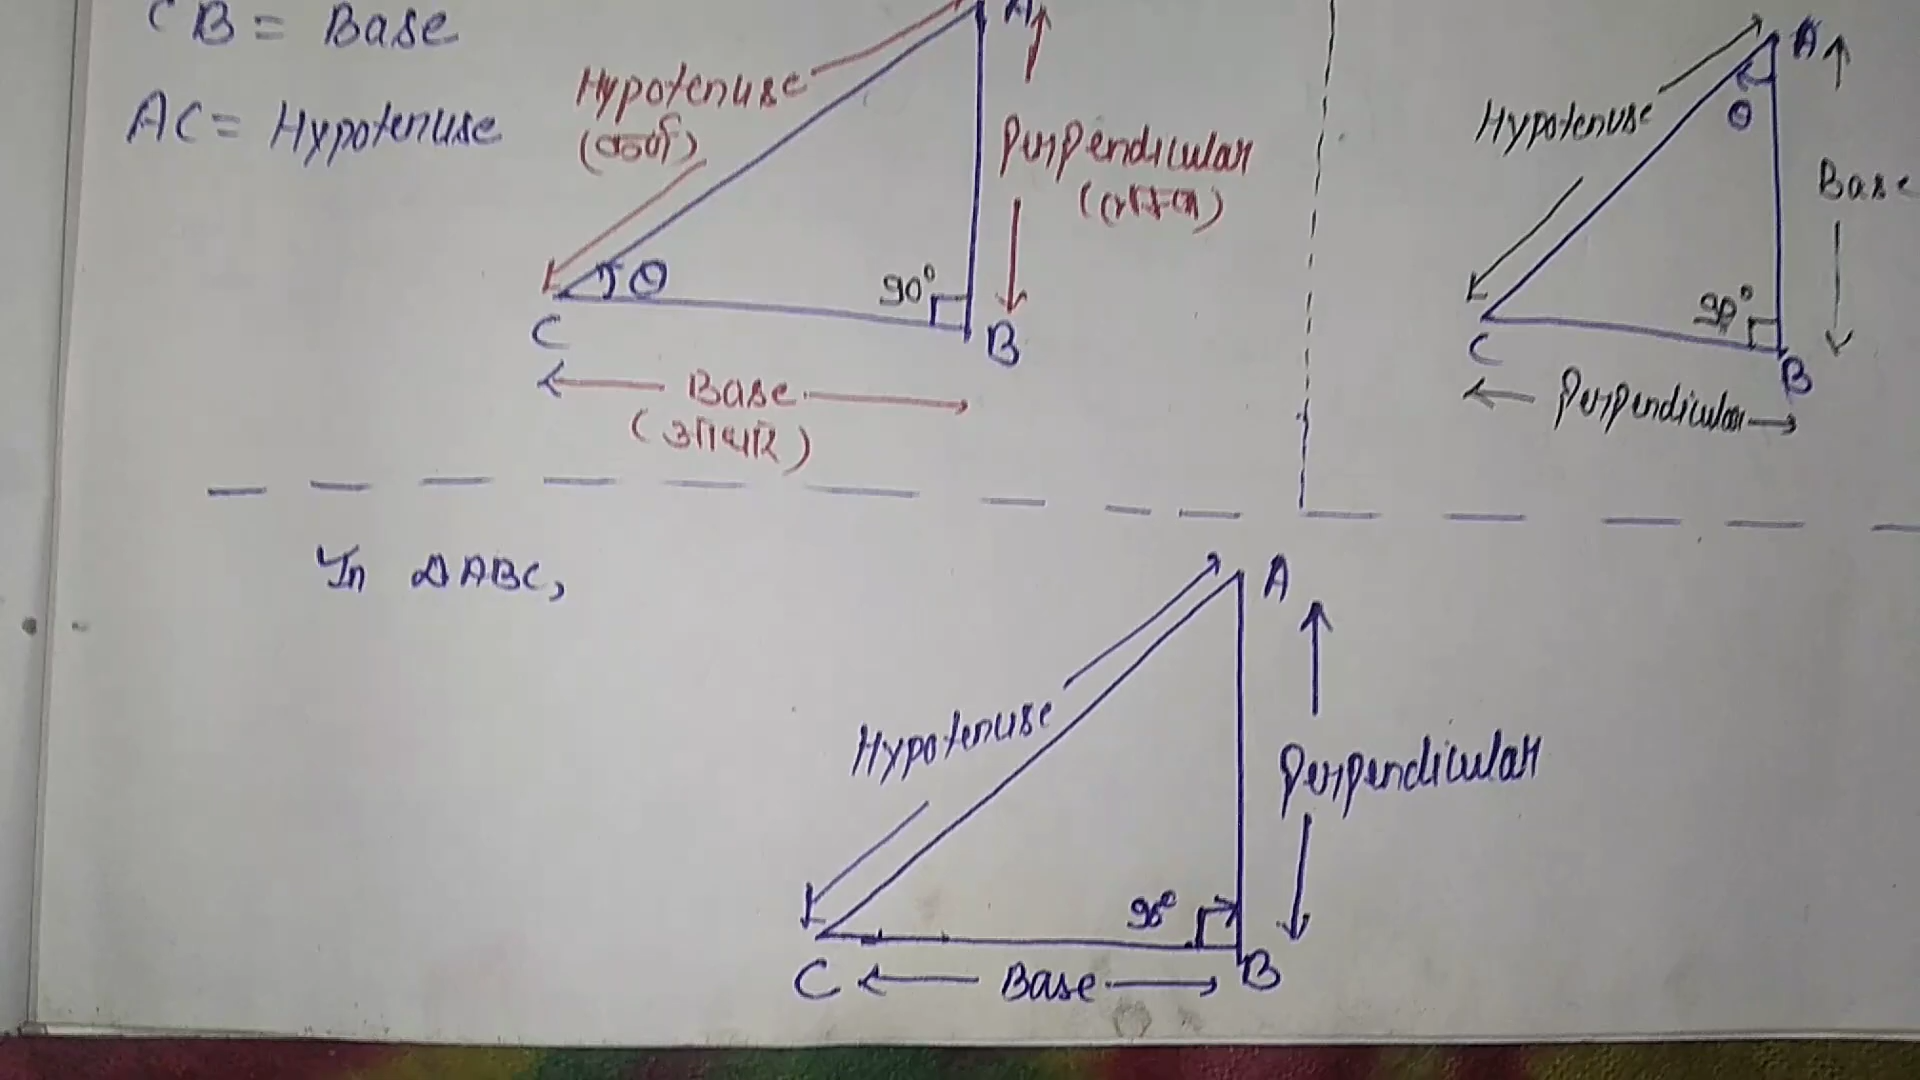 CB = Base
AC = Hypotenuse
A
Hypotenuse
(कर्ण)
Perpendicular
(लम्ब)
θ
90°
C
B
Base
(आधार)
A
θ
Hypotenuse
Base
90°
C
B
Perpendicular
In ΔABC,
A
Hypotenuse
Perpendicular
90°
C
Base
B